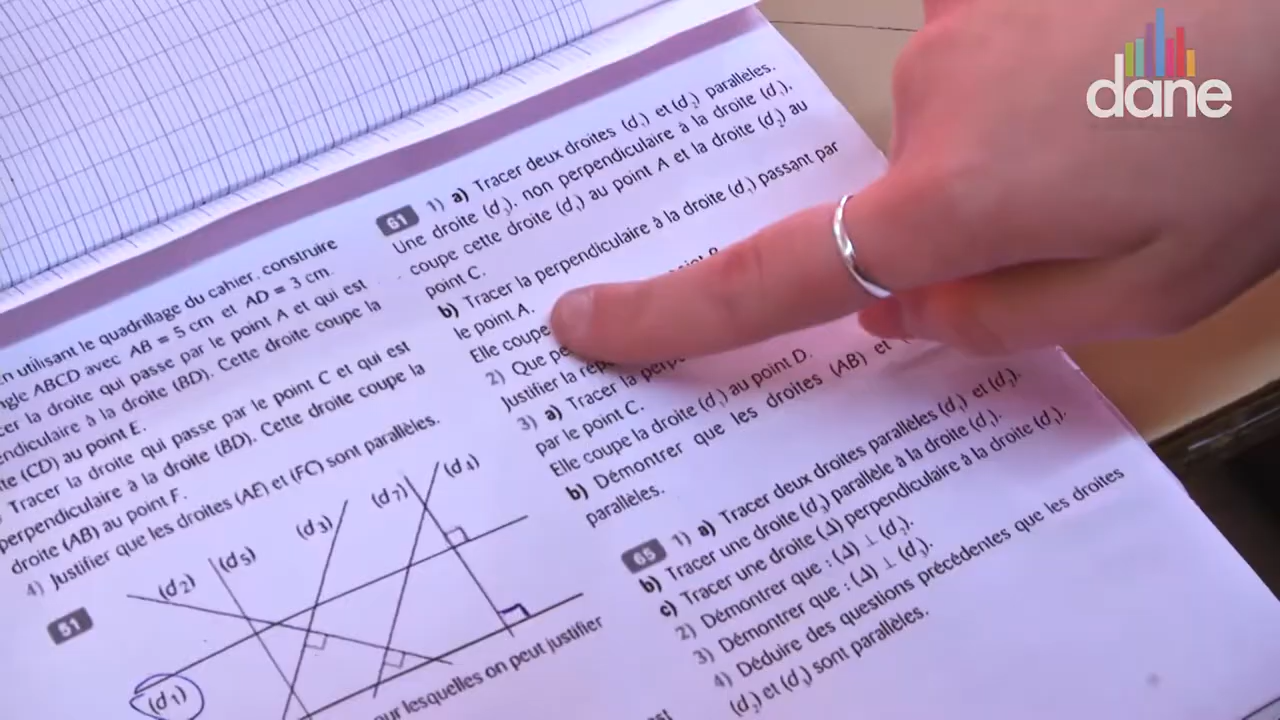 dane
n utilisant le quadrillage du cahier, construire
ngle ABCD avec AB = 5 cm et AD = 3 cm.
cer la droite qui passe par le point A et qui est
endiculaire à la droite (BD). Cette droite coupe la
te (CD) au point E.
Tracer la droite qui passe par le point C et qui est
perpendiculaire à la droite (BD). Cette droite coupe la
droite (AB) au point F.
4) Justifier que les droites (AE) et (FC) sont parallèles.
51
(d2)
(d5)
(d3)
(d7)
(d4)
(d1)
ur lesquelles on peut justifier
61 1) a) Tracer deux droites (d1) et (d2) parallèles.
Une droite (d3), non perpendiculaire à la droite (d1),
coupe cette droite (d1) au point A et la droite (d2) au
point C.
b) Tracer la perpendiculaire à la droite (d1) passant par
le point A.
Elle coupe
2) Que pe
Justifier la rép
3) a) Tracer la perpe
par le point C.
Elle coupe la droite (d1) au point D.
b) Démontrer que les droites (AB) et
parallèles.
65 1) a) Tracer deux droites parallèles (d1) et (d2).
b) Tracer une droite (d3) parallèle à la droite (d2).
c) Tracer une droite (Δ) perpendiculaire à la droite (d1).
2) Démontrer que : (Δ) ⊥ (d2).
3) Démontrer que : (Δ) ⊥ (d3).
4) Déduire des questions précédentes que les droites
(d1) et (d3) sont parallèles.